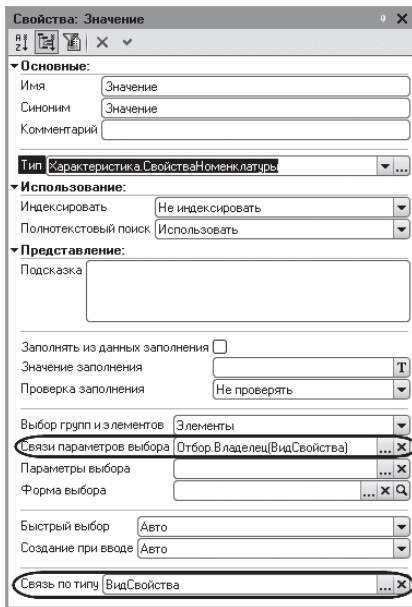 Свойства: Значение
Основные:
Имя Значение
Синоним Значение
Комментарий
Тип Характеристика.СвойстваНоменклатуры ...
Использование:
Индексировать Не индексировать
Полнотекстовый поиск Использовать
Представление:
Подсказка
Заполнять из данных заполнения
Значение заполнения T
Проверка заполнения Не проверять
Выбор групп и элементов Элементы
Связи параметров выбора Отбор.Владелец(ВидСвойства) ... X
Параметры выбора ... X
Форма выбора ... X
Быстрый выбор Авто
Создание при вводе Авто
Связь по типу ВидСвойства ... X